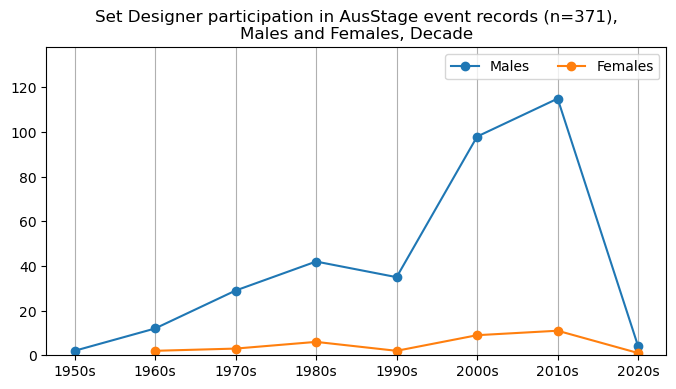 Set Designer participation in AusStage event records (n=371),
Males and Females, Decade
Males
Females
120
100
80
60
40
20
0
1950s
1960s
1970s
1980s
1990s
2000s
2010s
2020s